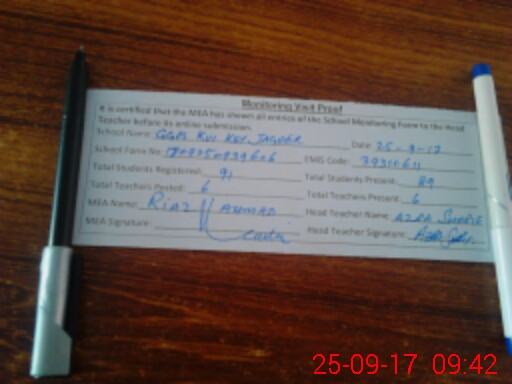 Monitoring Visit Proof
It is certified that the MEA has shown all entries of the School Monitoring Form to the Head
Teacher before its online submission.
School Name: GGPS Date: 25-9-17
School Form No: EMIS Code: 39310611
Total Students Registered: 91 Total Students Present: 89
Total Teachers Posted: 6 Total Teachers Present: 6
MEA Name: Riaz Ahmad Head Teacher Name: AZRA
MEA Signature: Head Teacher Signature:
25-09-17 09:42